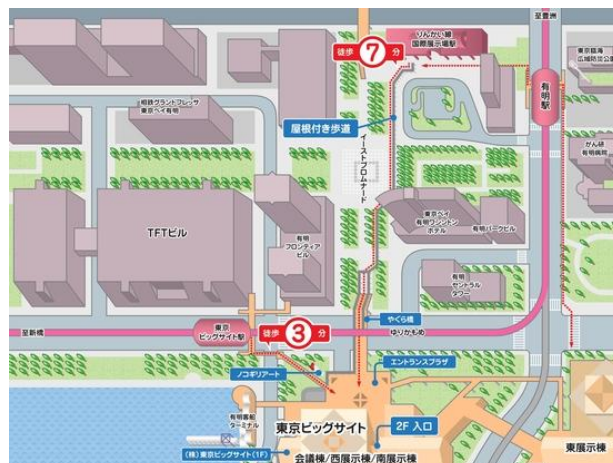 至豊洲
りんかい線
国際展示場駅
徒歩 7 分
東京臨海
広域防災公園
有明駅
相鉄グランドフレッサ
東京ベイ有明
屋根付き歩道
イーストプロムナード
がん研
有明病院
TFTビル
有明
フロンティア
ビル
東京ベイ
有明ワシントン
ホテル
有明パークビル
有明
セントラル
タワー
やぐら橋
至新橋
東京
ビッグサイト駅
徒歩 3 分
ゆりかもめ
ノコギリアート
エントランスプラザ
有明客船
ターミナル
東京ビッグサイト
2F 入口
(株)東京ビッグサイト(1F)
会議棟/西展示棟/南展示棟
東展示棟